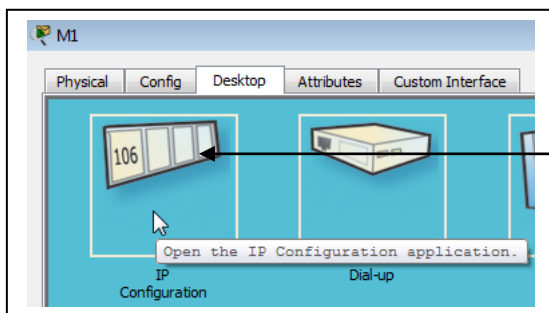 M1
Physical Config Desktop Attributes Custom Interface
106
Open the IP Configuration application.
IP
Configuration
Dial-up